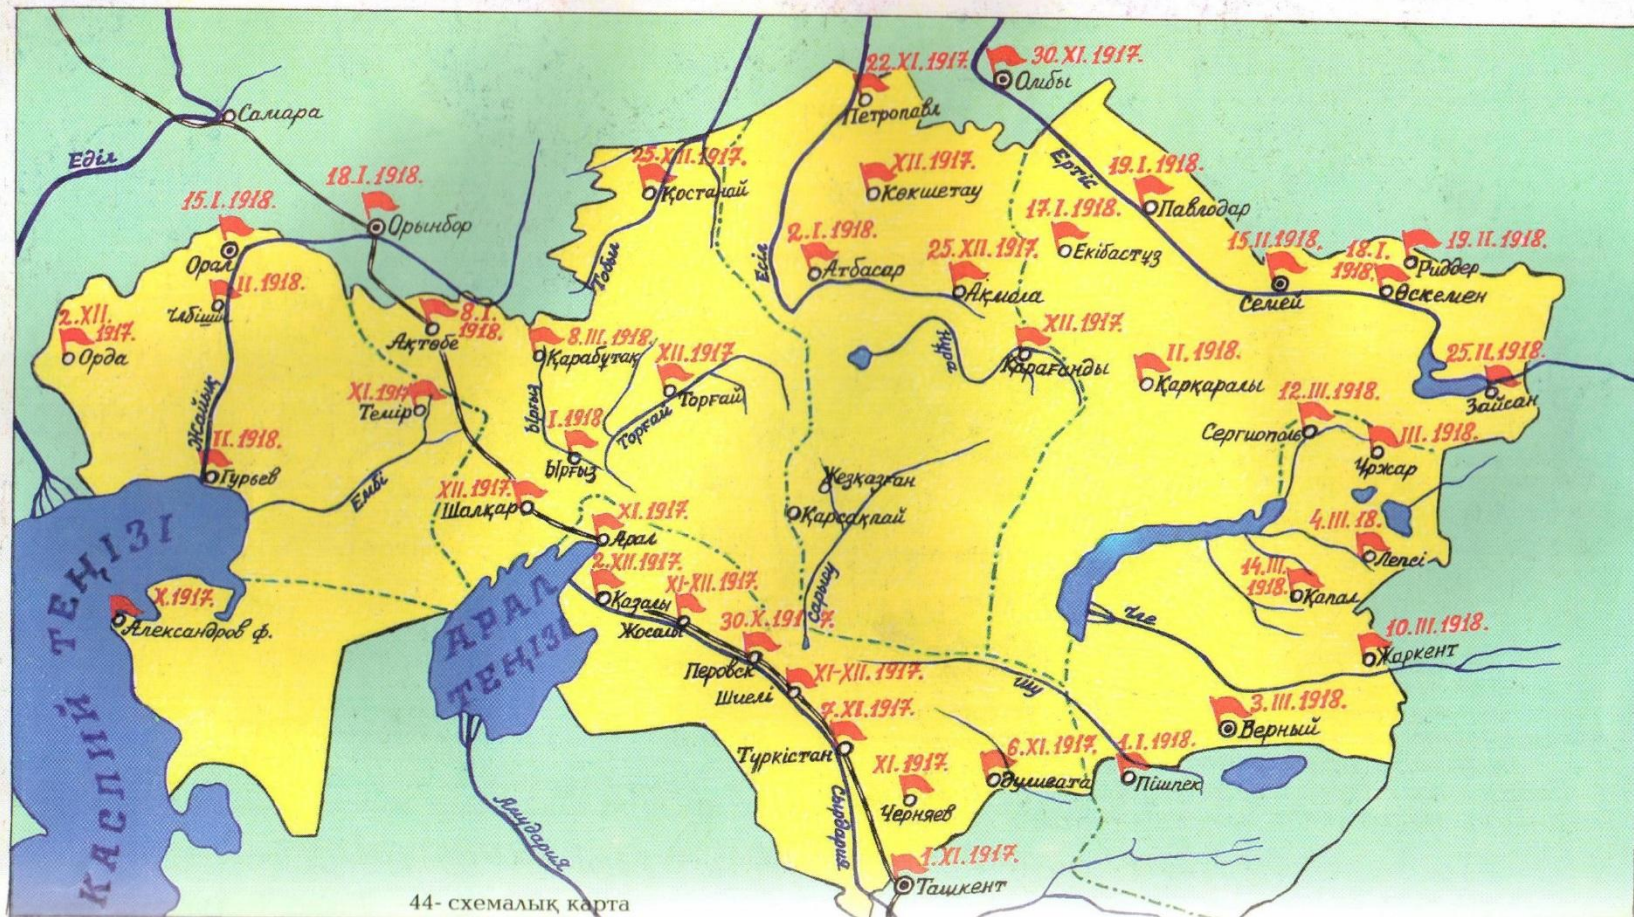 22.XI.1917.
Петропавл
30.XI.1917.
Омбы
Самара
Еділ
18.I.1918.
Орынбор
15.I.1918.
Орал
25.XII.1917.
Қостанай
XII.1917.
Көкшетау
Ертіс
19.I.1918.
Павлодар
17.I.1918.
Екібастұз
2.I.1918.
Атбасар
25.XII.1917.
Ақмола
Есіл
Тобыл
15.II.1918.
Семей
18.I.
1918.
Өскемен
19.II.1918.
Риддер
II.1918.
2.XII.
1917.
Орда
8.I.
1918.
Ақтөбе
8.III.1918.
Қарабұтақ
XII.1917
Торғай
Нұра
XII.1917.
Қарағанды
II.1918.
Қарқаралы
25.II.1918.
Зайсан
XI.1917
Темір
Жайық
Ырғыз
Торғай
I.1918
Ырғыз
12.III.1918.
Сергиополь
III.1918.
Үржар
II.1918.
Гурьев
Ембі
XII.1917.
Шалқар
Жезқазған
Қарсақпай
XI.1917.
Арал
4.III.18.
Лепсі
2.XII.1917.
Қазалы
XI-XII.1917.
Жосалы
Сарысу
14.III.
1918.
Қапал
X.1917.
Александров ф.
КАСПИЙ ТЕҢІЗІ
АРАЛ
ТЕҢІЗІ
30.X.1917.
Перовск
Іле
10.III.1918.
Жаркент
XI-XII.1917.
Шиелі
Шу
3.III.1918.
Верный
7.XI.1917.
Түркістан
6.XI.1917.
Әулиеата
1.I.1918.
Пішпек
XI.1917.
Черняев
Сырдария
Амудария
1.XI.1917.
Ташкент
44- схемалық карта